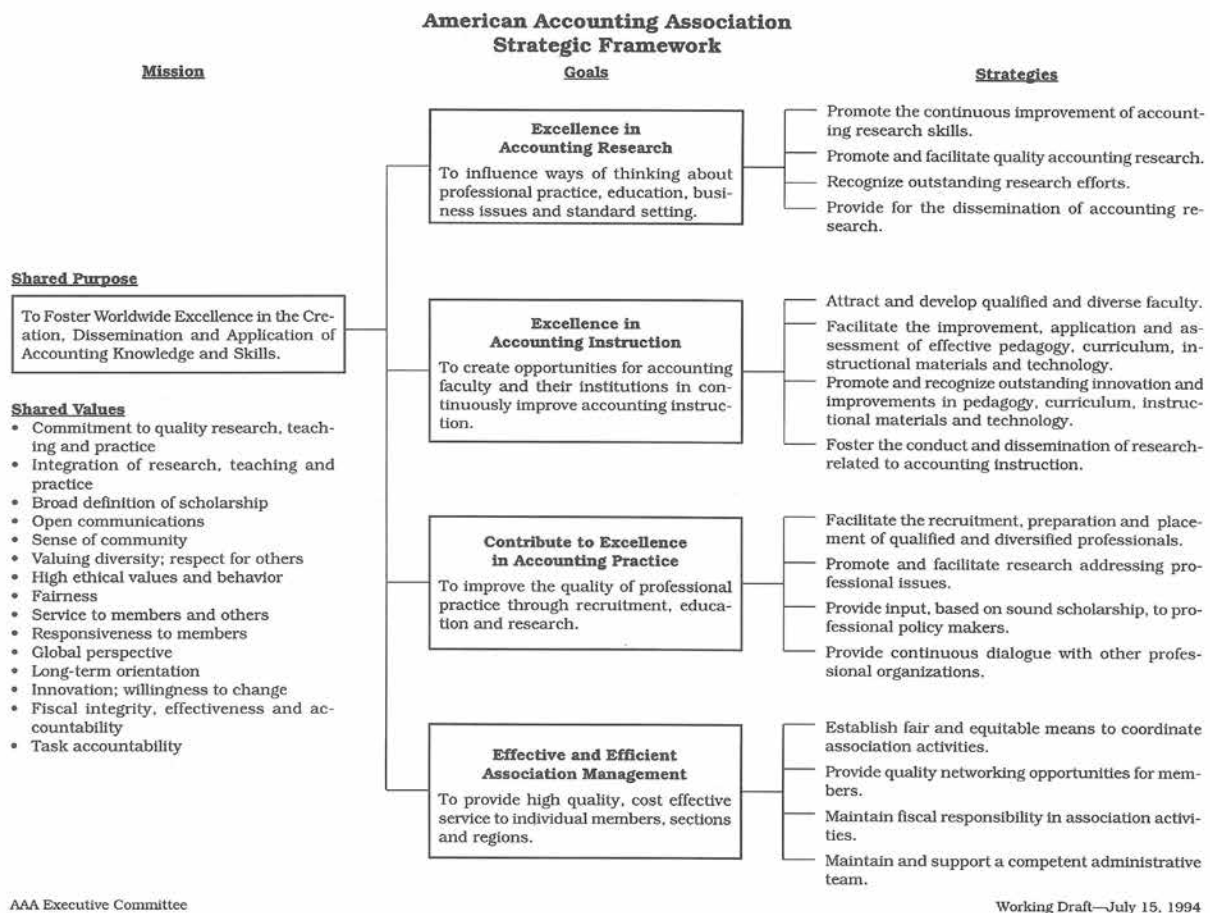 American Accounting Association
Strategic Framework
Mission
Goals
Strategies
Shared Purpose
To Foster Worldwide Excellence in the Cre-
ation, Dissemination and Application of
Accounting Knowledge and Skills.
Shared Values
• Commitment to quality research, teach-
ing and practice
• Integration of research, teaching and
practice
• Broad definition of scholarship
• Open communications
• Sense of community
• Valuing diversity; respect for others
• High ethical values and behavior
• Fairness
• Service to members and others
• Responsiveness to members
• Global perspective
• Long-term orientation
• Innovation; willingness to change
• Fiscal integrity, effectiveness and ac-
countability
• Task accountability
Excellence in
Accounting Research
To influence ways of thinking about
professional practice, education, busi-
ness issues and standard setting.
Promote the continuous improvement of account-
ing research skills.
Promote and facilitate quality accounting research.
Recognize outstanding research efforts.
Provide for the dissemination of accounting re-
search.
Excellence in
Accounting Instruction
To create opportunities for accounting
faculty and their institutions in con-
tinuously improve accounting instruc-
tion.
Attract and develop qualified and diverse faculty.
Facilitate the improvement, application and as-
sessment of effective pedagogy, curriculum, in-
structional materials and technology.
Promote and recognize outstanding innovation and
improvements in pedagogy, curriculum, instruc-
tional materials and technology.
Foster the conduct and dissemination of research-
related to accounting instruction.
Contribute to Excellence
in Accounting Practice
To improve the quality of professional
practice through recruitment, educa-
tion and research.
Facilitate the recruitment, preparation and place-
ment of qualified and diversified professionals.
Promote and facilitate research addressing pro-
fessional issues.
Provide input, based on sound scholarship, to pro-
fessional policy makers.
Provide continuous dialogue with other profes-
sional organizations.
Effective and Efficient
Association Management
To provide high quality, cost effective
service to individual members, sections
and regions.
Establish fair and equitable means to coordinate
association activities.
Provide quality networking opportunities for mem-
bers.
Maintain fiscal responsibility in association activi-
ties.
Maintain and support a competent administrative
team.
AAA Executive Committee
Working Draft—July 15, 1994